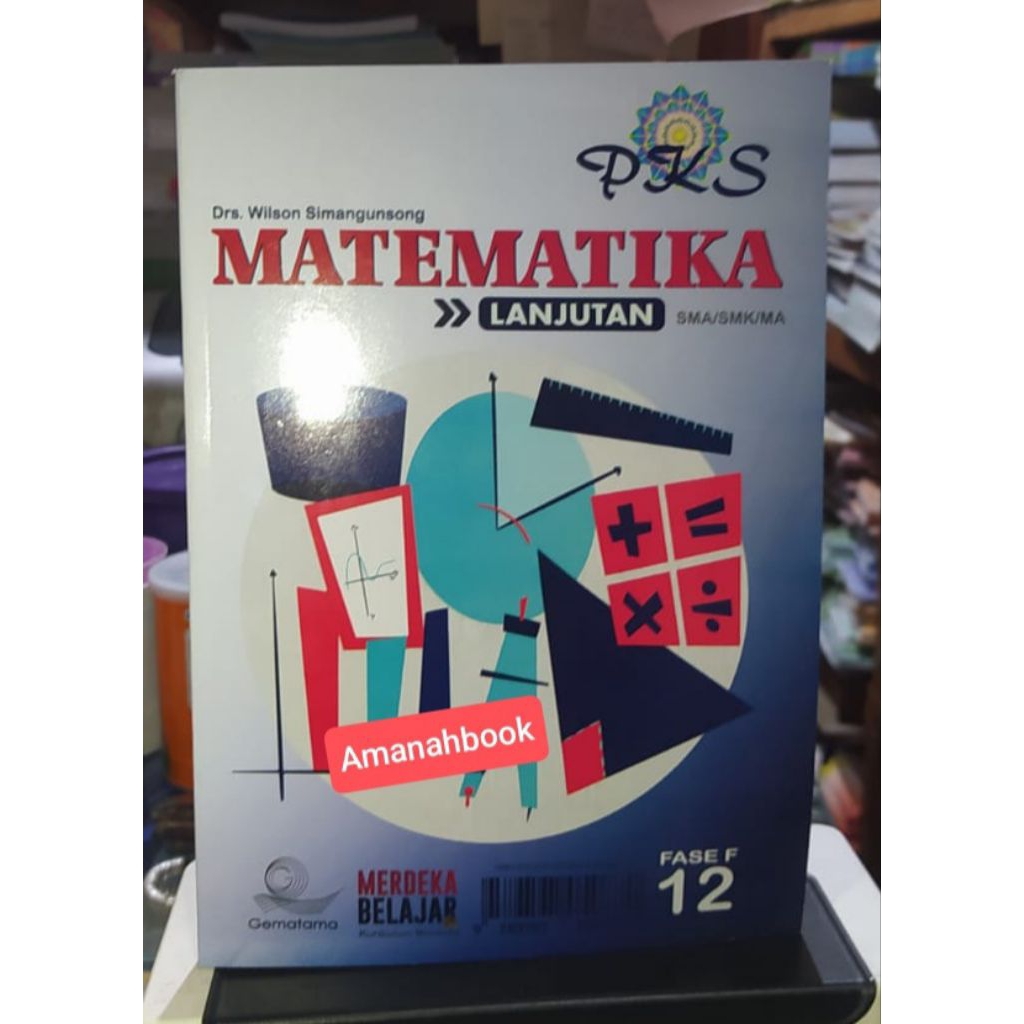 PKS
Drs. Wilson Simangunsong
MATEMATIKA
LANJUTAN SMA/SMK/MA
Amanahbook
Gematama
MERDEKA
BELAJAR
FASE F
12